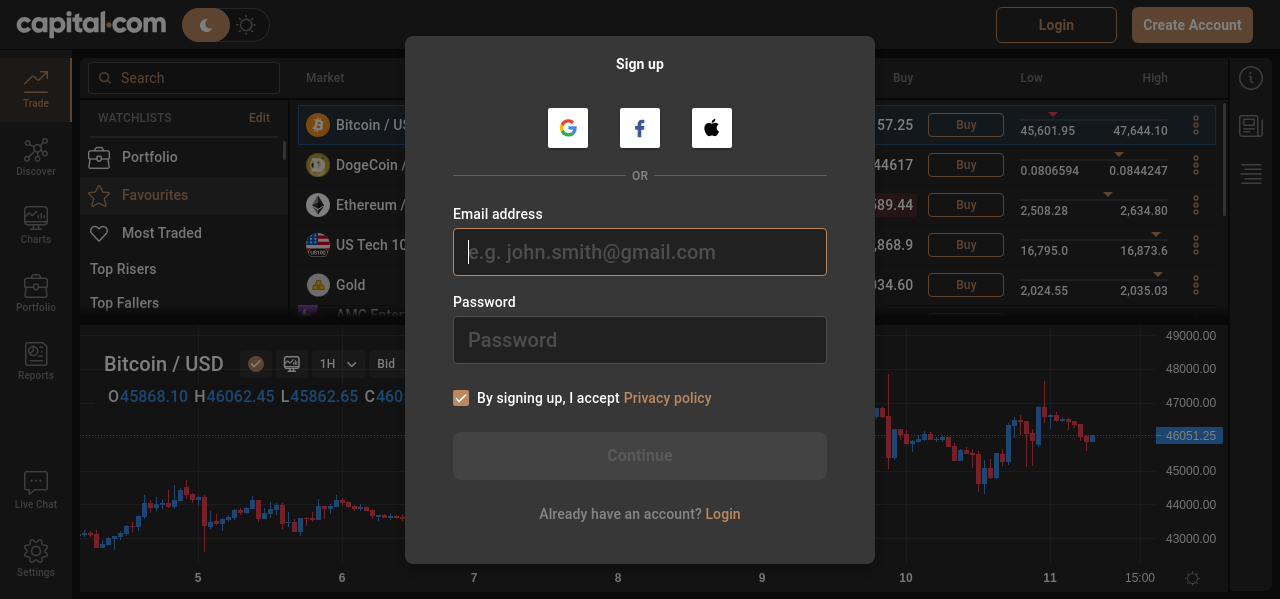 capital.com
Login
Create Account
Sign up
OR
Email address
e.g. john.smith@gmail.com
Password
Password
By signing up, I accept Privacy policy
Continue
Already have an account? Login
Trade
Discover
Charts
Portfolio
Reports
Live Chat
Settings
Search
WATCHLISTS Edit
Portfolio
Favourites
Most Traded
Top Risers
Top Fallers
Market Buy Low High
Bitcoin / 57.25 Buy 45,601.95 47,644.10
DogeCoin / 44617 Buy 0.0806594 0.0844247
Ethereum / 589.44 Buy 2,508.28 2,634.80
US Tech 10 ,868.9 Buy 16,795.0 16,873.6
Gold 34.60 Buy 2,024.55 2,035.03
AMC
Bitcoin / USD 1H Bid
O45868.10 H46062.45 L45862.65 C460
49000.00
48000.00
47000.00
46051.25
45000.00
44000.00
43000.00
5 6 7 8 9 10 11 15:00